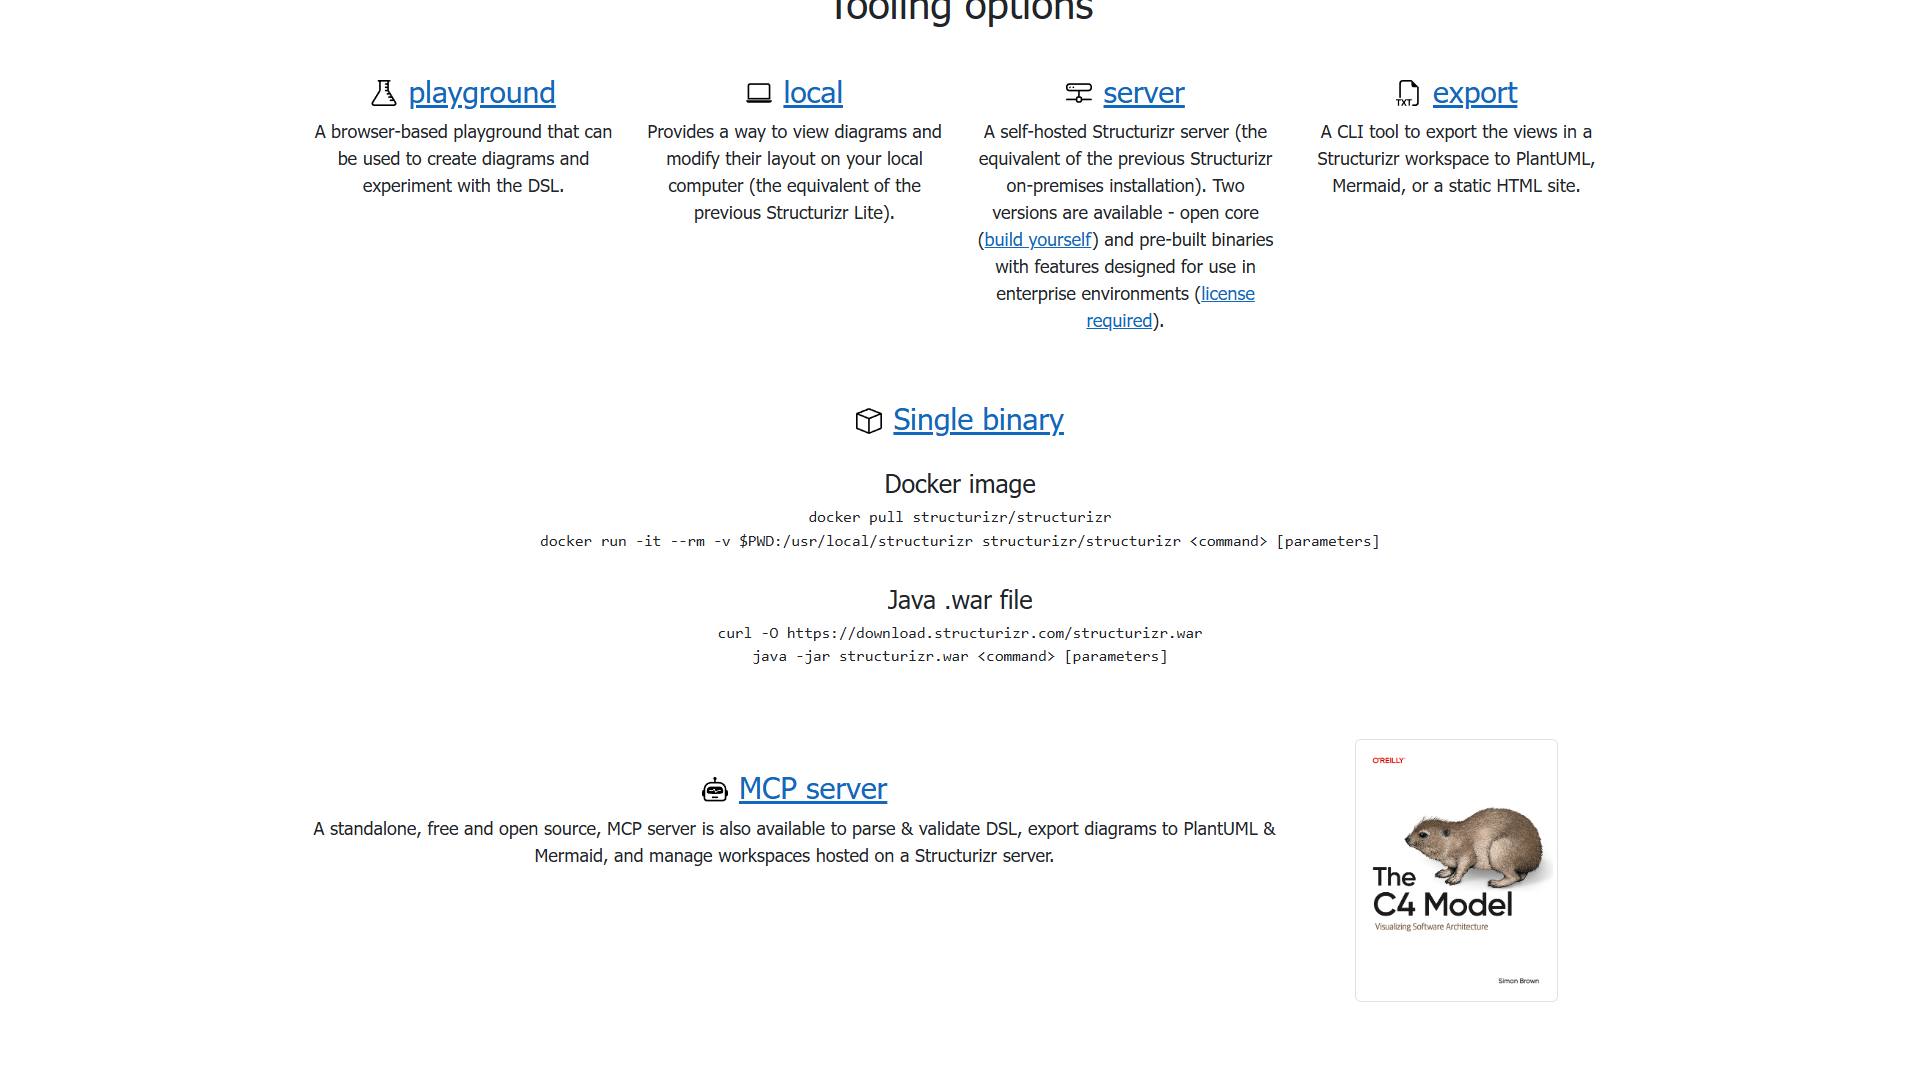 Tooling options
playground
A browser-based playground that can
be used to create diagrams and
experiment with the DSL.
local
Provides a way to view diagrams and
modify their layout on your local
computer (the equivalent of the
previous Structurizr Lite).
server
A self-hosted Structurizr server (the
equivalent of the previous Structurizr
on-premises installation). Two
versions are available - open core
(build yourself) and pre-built binaries
with features designed for use in
enterprise environments (license
required).
export
TXT
A CLI tool to export the views in a
Structurizr workspace to PlantUML,
Mermaid, or a static HTML site.
Single binary
Docker image
docker pull structurizr/structurizr
docker run -it --rm -v $PWD:/usr/local/structurizr structurizr/structurizr <command> [parameters]
Java .war file
curl -O https://download.structurizr.com/structurizr.war
java -jar structurizr.war <command> [parameters]
MCP server
A standalone, free and open source, MCP server is also available to parse & validate DSL, export diagrams to PlantUML &
Mermaid, and manage workspaces hosted on a Structurizr server.
O'REILLY
The
C4 Model
Visualizing Software Architecture
Simon Brown